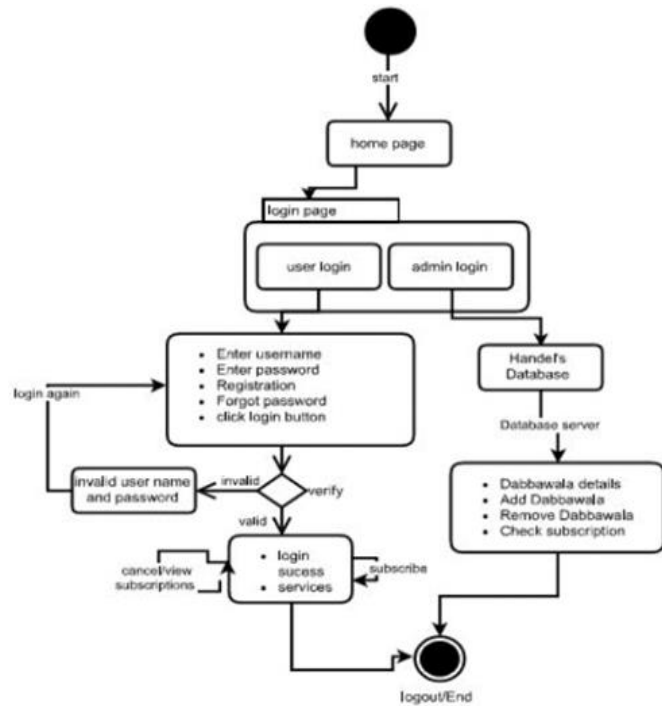 start
home page
login page
user login
admin login
• Enter username
• Enter password
• Registration
• Forgot password
• click login button
Handel's
Database
login again
Database server
invalid user name
and password
invalid
verify
valid
• Dabbawala details
• Add Dabbawala
• Remove Dabbawala
• Check subscription
• login
sucess
• services
cancel/view
subscriptions
subscribe
logout/End